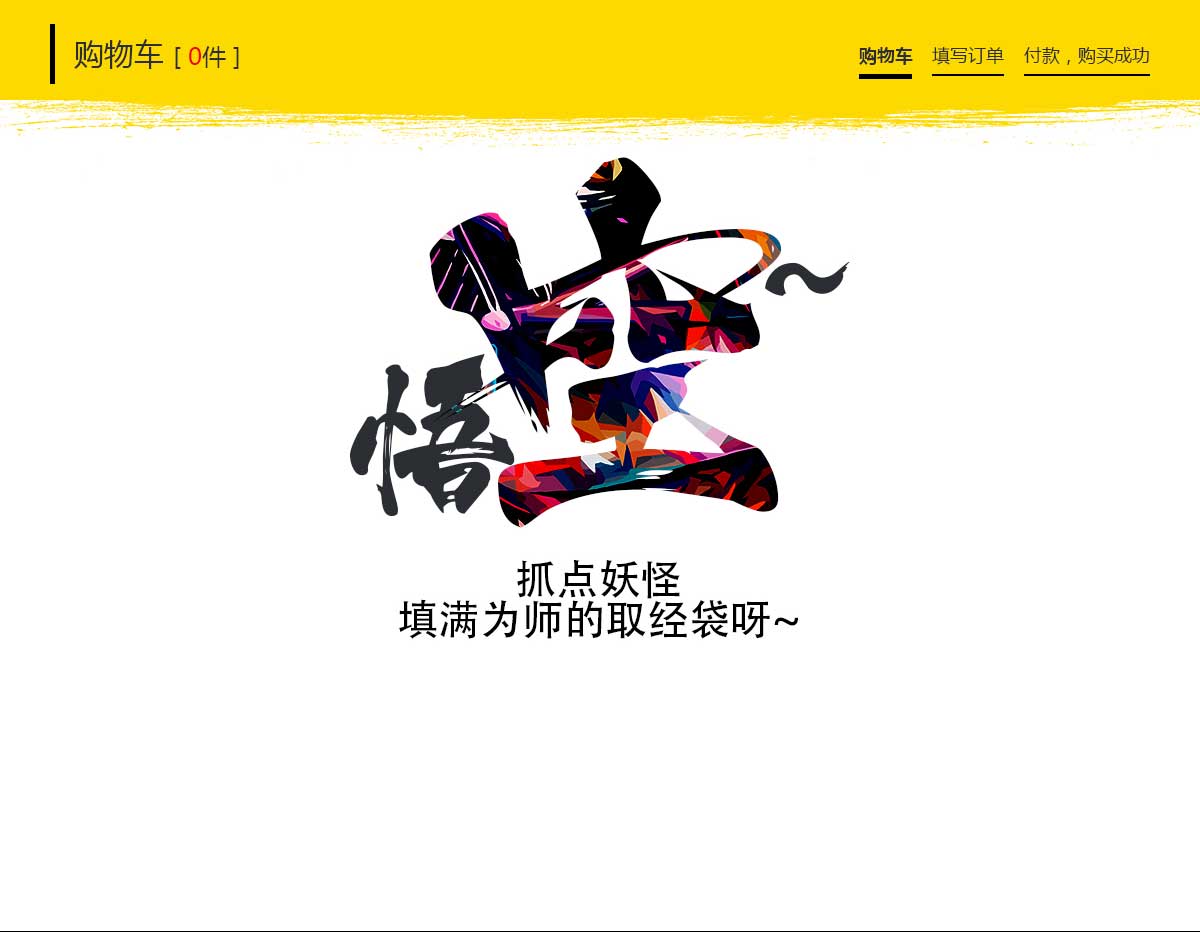 购物车 [ 0件 ]
购物车 填写订单 付款，购买成功
悟空~
抓点妖怪
填满为师的取经袋呀~